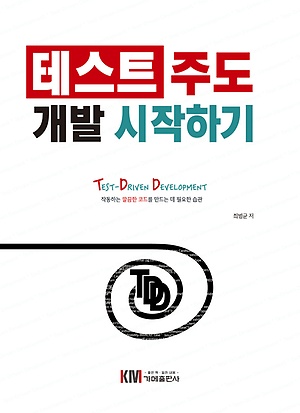 테스트 주도
개발 시작하기
TEST-DRIVEN DEVELOPMENT
작동하는 깔끔한 코드를 만드는 데 필요한 습관
최범균 저
TDD
KM 가메출판사